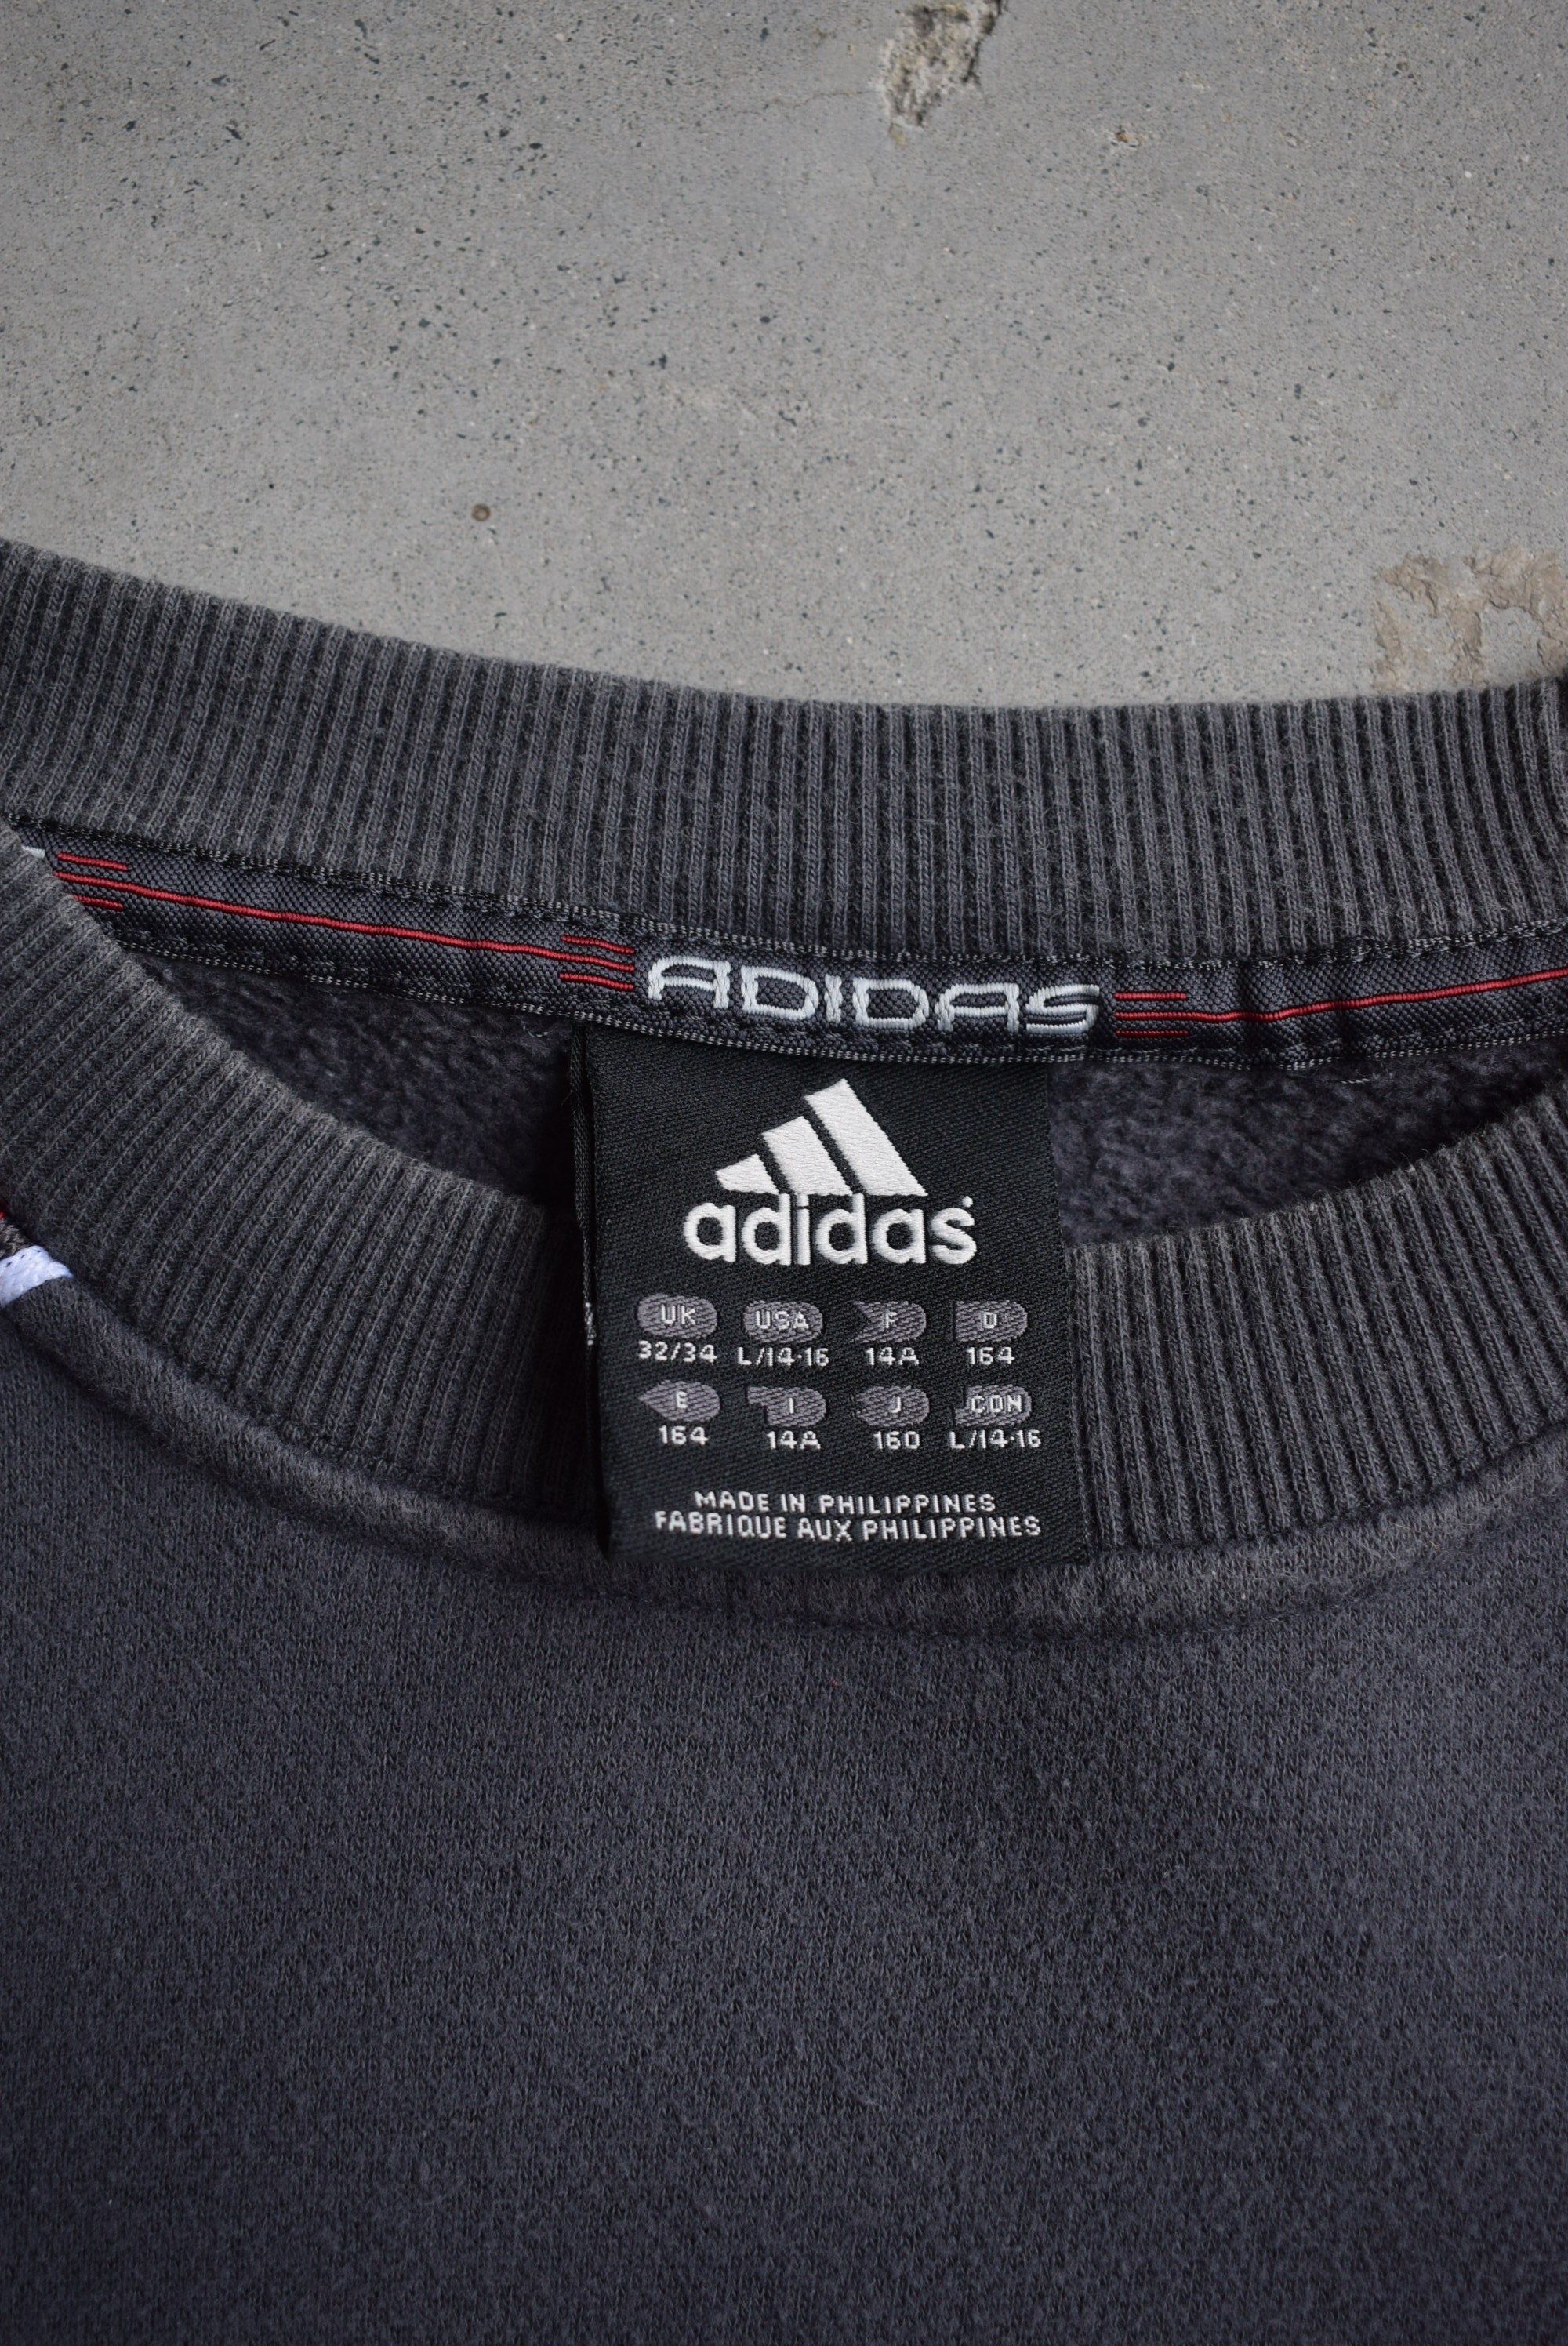 ADIDAS
adidas
UK USA F D
32/34 L/14-16 14A 164
E I J CDN
164 14A 160 L/14-16
MADE IN PHILIPPINES
FABRIQUE AUX PHILIPPINES